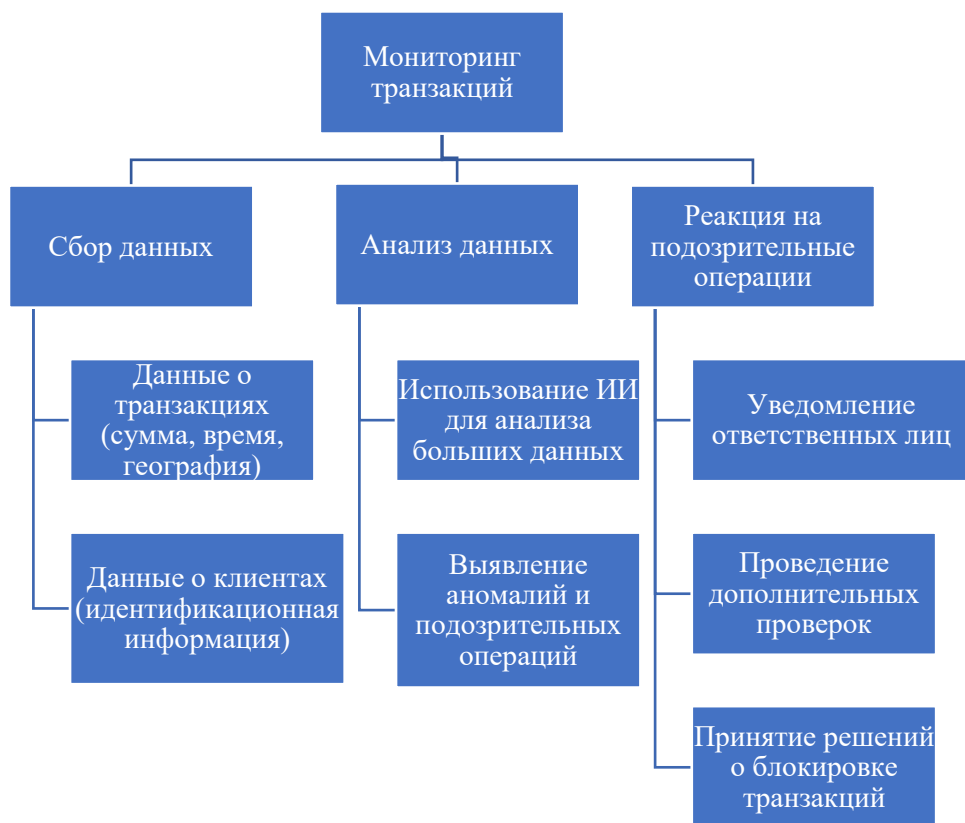 Мониторинг
транзакций
Сбор данных
Анализ данных
Реакция на
подозрительные
операции
Данные о
транзакциях
(сумма, время,
география)
Данные о клиентах
(идентификационная
информация)
Использование ИИ
для анализа
больших данных
Выявление
аномалий и
подозрительных
операций
Уведомление
ответственных лиц
Проведение
дополнительных
проверок
Принятие решений
о блокировке
транзакций